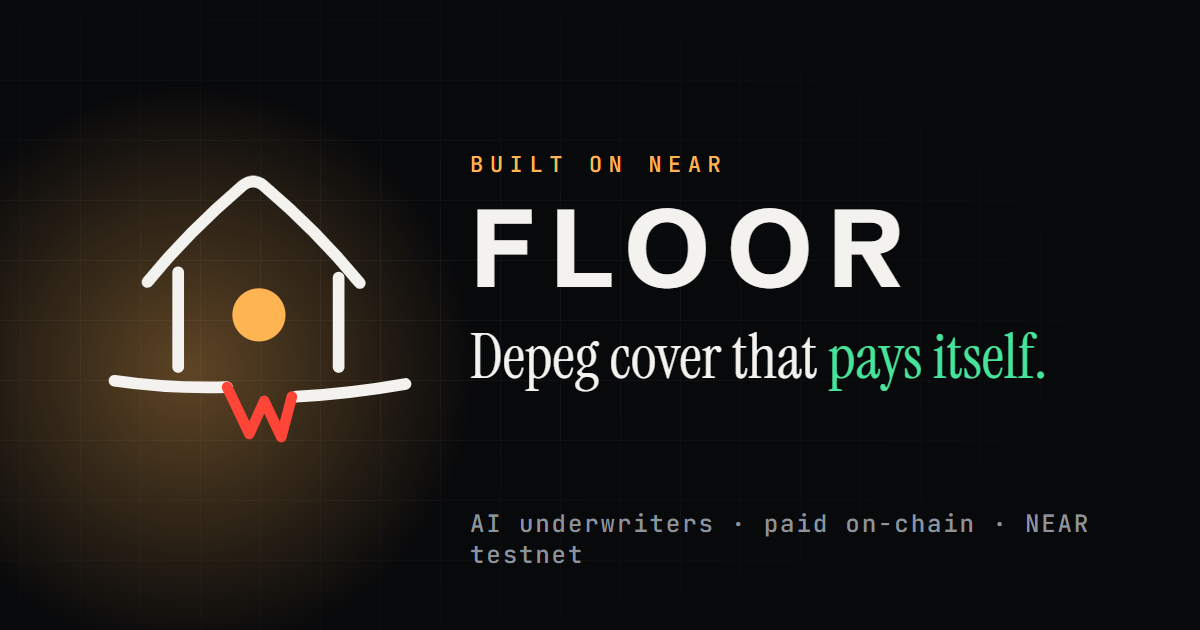 BUILT ON NEAR
FLOOR
Depeg cover that pays itself.
AI underwriters · paid on-chain · NEAR
testnet